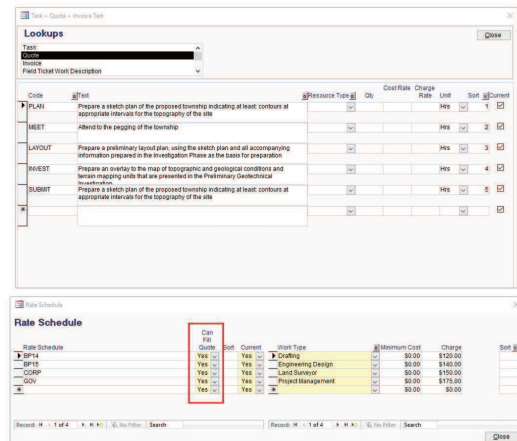 Task + Quote + Invoice Text
Lookups
Close
Task
Quote
Invoice
Field Ticket Work Description
Cost Rate Charge
Code Text Resource Type Qty Rate Unit Sort Current
PLAN Prepare a sketch plan of the proposed township indicating at least: contours at Hrs 1
appropriate intervals for the topography of the site
MEET Attend to the pegging of the township Hrs 2
LAYOUT Prepare a preliminary layout plan, using the sketch plan and all accompanying Hrs 3
information prepared in the Investigation Phase as the basis for preparation
INVEST Prepare an overlay to the map of topographic and geological conditions and Hrs 4
terrain mapping units that are presented in the Preliminary Geotechnical
Investigation
SUBMIT Prepare a sketch plan of the proposed township indicating at least: contours at Hrs 5
appropriate intervals for the topography of the site
Rate Schedule
Rate Schedule
Can
Fill
Rate Schedule Quote Sort Current Work Type Minimum Cost Charge Sort
BP14 Yes Yes Drafting $0.00 $120.00
BP15 Yes Yes Engineering Design $0.00 $140.00
CORP Yes Yes Land Surveyor $0.00 $150.00
GOV Yes Yes Project Management $0.00 $175.00
Yes Yes $0.00 $0.00
Record: 1 of 4 No Filter Search Record: 1 of 4 No Filter Search
Close